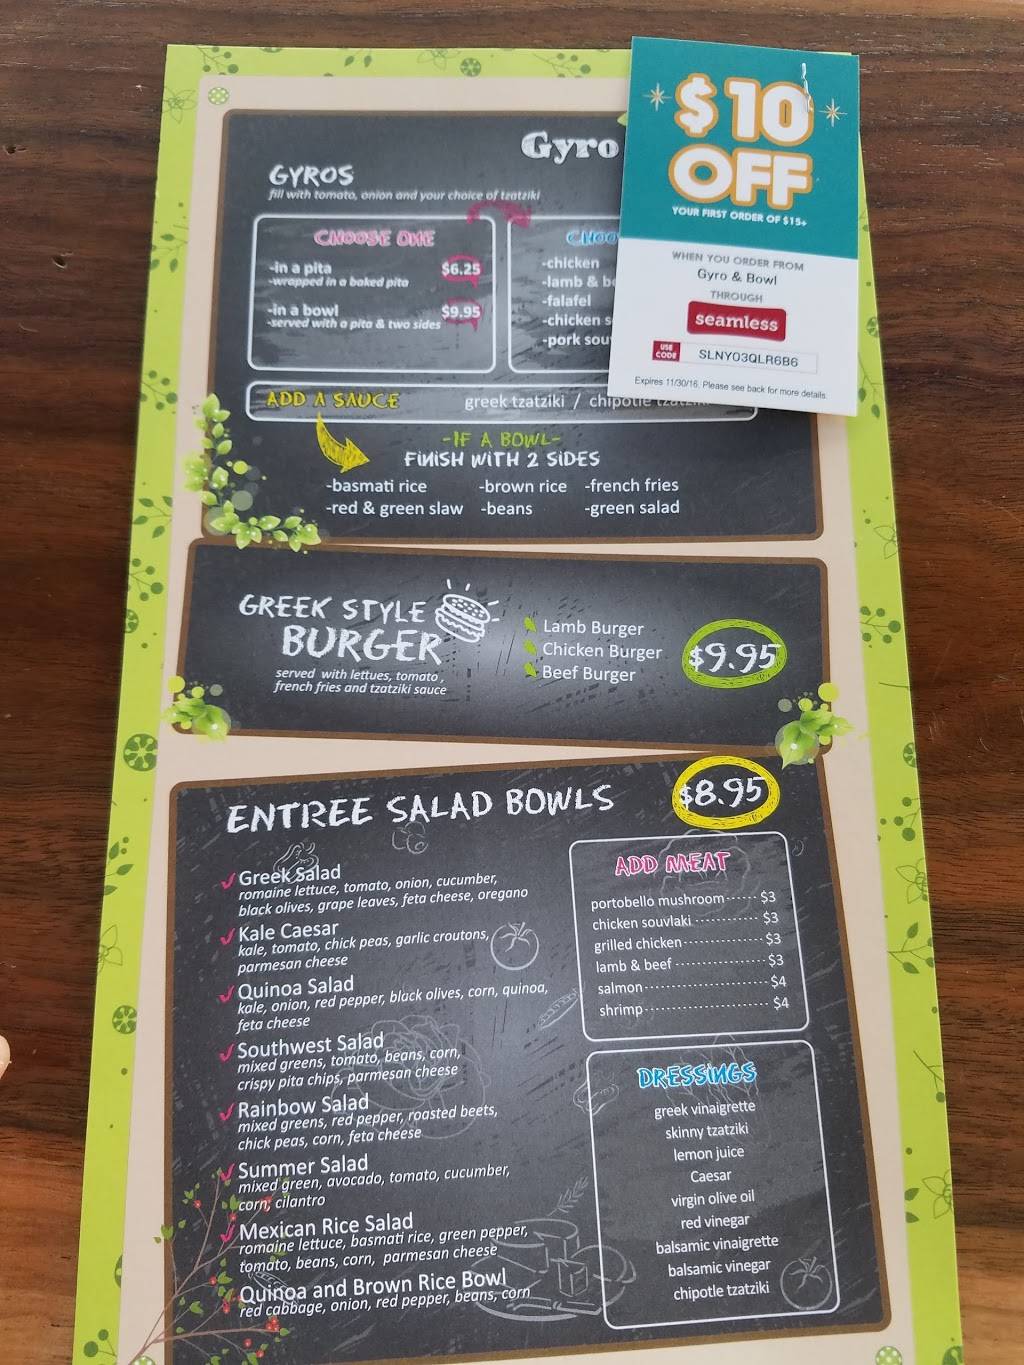 Gyro
GYROS
fill with tomato, onion and your choice of tzatziki
CHOOSE ONE
-in a pita $6.25
-wrapped in a baked pita
-in a bowl $9.95
-served with a pita & two sides
-chicken
-lamb &
-falafel
-chicken
-pork
ADD A SAUCE
greek tzatziki / chipotle tzatziki
-IF A BOWL-
FINISH WITH 2 SIDES
-basmati rice -brown rice -french fries
-red & green slaw -beans -green salad
$10
OFF
YOUR FIRST ORDER OF $15+
WHEN YOU ORDER FROM
Gyro & Bowl
THROUGH
seamless
USE
CODE
SLNY03QLR6B6
Expires 11/30/16. Please see back for more details.
GREEK STYLE
BURGER
served with lettues, tomato,
french fries and tzatziki sauce
Lamb Burger
Chicken Burger
Beef Burger
$9.95
ENTREE SALAD BOWLS
$8.95
Greek Salad
romaine lettuce, tomato, onion, cucumber,
black olives, grape leaves, feta cheese, oregano
Kale Caesar
kale, tomato, chick peas, garlic croutons,
parmesan cheese
Quinoa Salad
kale, onion, red pepper, black olives, corn, quinoa,
feta cheese
Southwest Salad
mixed greens, tomato, beans, corn,
crispy pita chips, parmesan cheese
Rainbow Salad
mixed greens, red pepper, roasted beets,
chick peas, corn, feta cheese
Summer Salad
mixed green, avocado, tomato, cucumber,
corn, cilantro
Mexican Rice Salad
romaine lettuce, basmati rice, green pepper,
tomato, beans, corn, parmesan cheese
Quinoa and Brown Rice Bowl
red cabbage, onion, red pepper, beans, corn
ADD MEAT
portobello mushroom ······ $3
chicken souvlaki ············ $3
grilled chicken ··············· $3
lamb & beef ················· $3
salmon ······················· $4
shrimp ······················· $4
DRESSINGS
greek vinaigrette
skinny tzatziki
lemon juice
Caesar
virgin olive oil
red vinegar
balsamic vinaigrette
balsamic vinegar
chipotle tzatziki